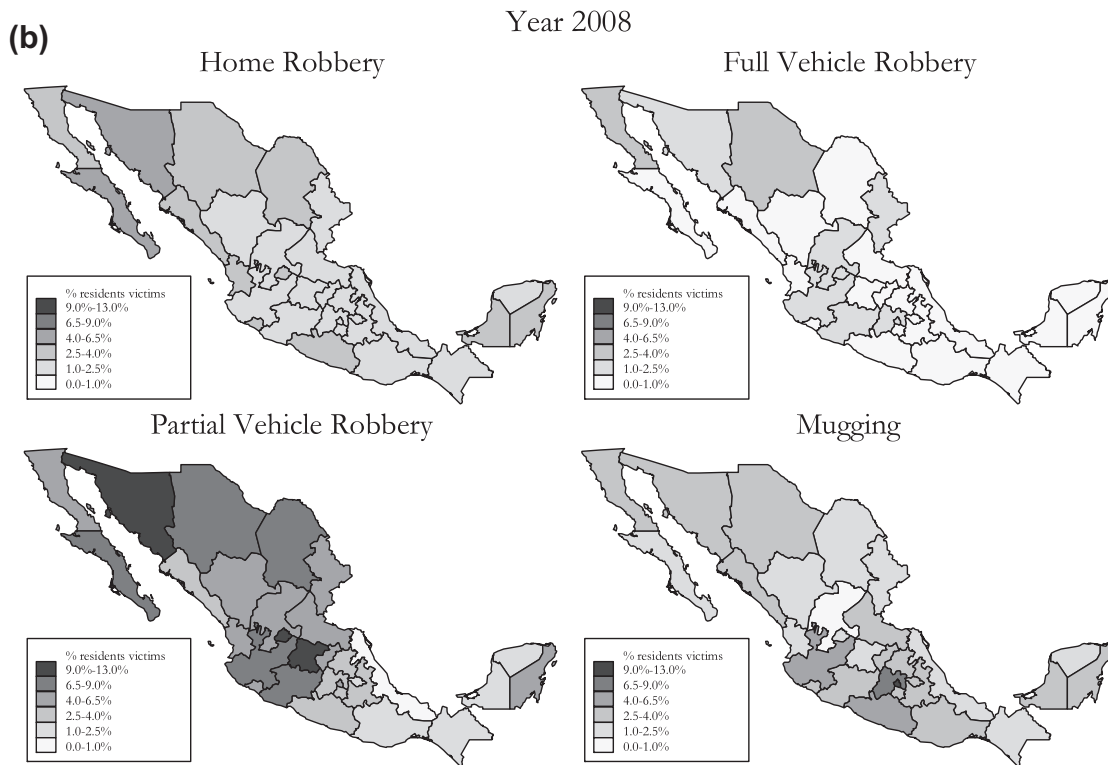 (b)
Year 2008
Home Robbery
Full Vehicle Robbery
% residents victims
9.0%-13.0%
6.5-9.0%
4.0-6.5%
2.5-4.0%
1.0-2.5%
0.0-1.0%
% residents victims
9.0%-13.0%
6.5-9.0%
4.0-6.5%
2.5-4.0%
1.0-2.5%
0.0-1.0%
Partial Vehicle Robbery
Mugging
% residents victims
9.0%-13.0%
6.5-9.0%
4.0-6.5%
2.5-4.0%
1.0-2.5%
0.0-1.0%
% residents victims
9.0%-13.0%
6.5-9.0%
4.0-6.5%
2.5-4.0%
1.0-2.5%
0.0-1.0%